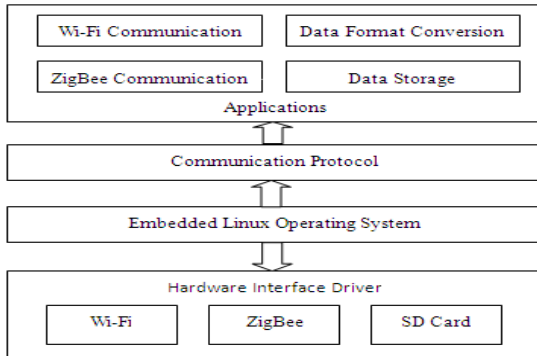 Wi-Fi Communication
Data Format Conversion
ZigBee Communication
Data Storage
Applications
Communication Protocol
Embedded Linux Operating System
Hardware Interface Driver
Wi-Fi
ZigBee
SD Card